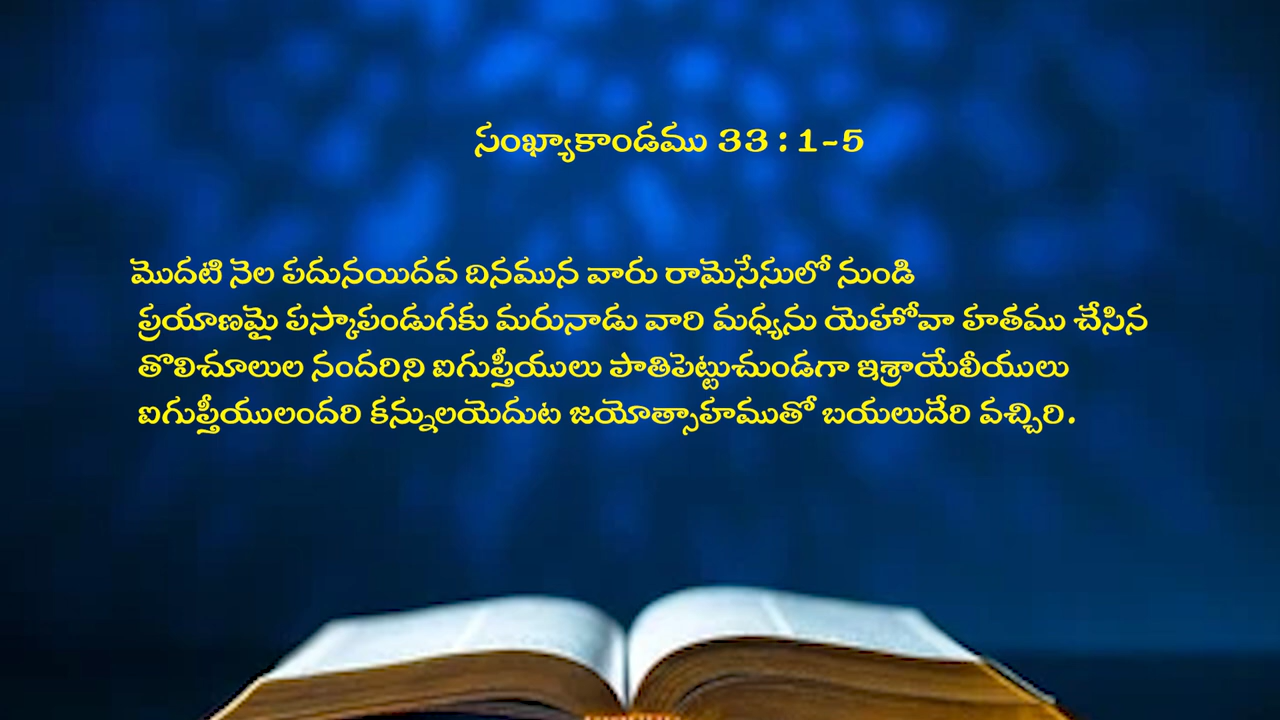 సంఖ్యాకాండము 33 : 1-5
మొదటి నెల పదునయిదవ దినమున వారు రామెసేసులో నుండి
ప్రయాణమై పస్కాపండుగకు మరునాడు వారి మధ్యను యెహోవా హతము చేసిన
తొలిచూలుల నందరిని ఐగుప్తీయులు పాతిపెట్టుచుండగా ఇశ్రాయేలీయులు
ఐగుప్తీయులందరి కన్నులయెదుట జయోత్సాహముతో బయలుదేరి వచ్చిరి.